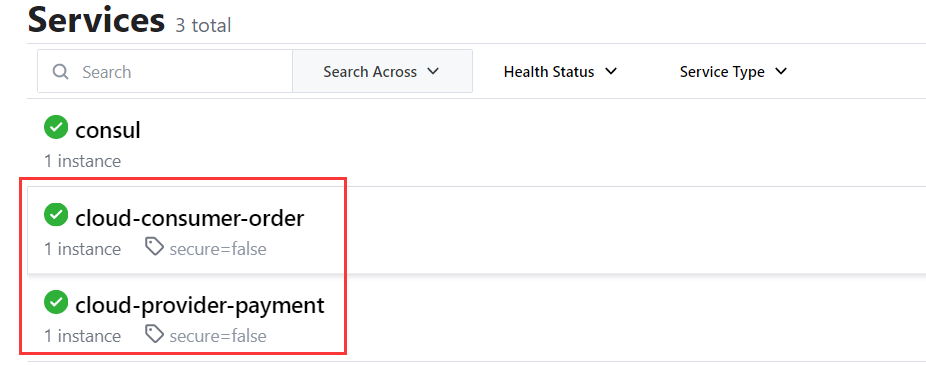 Services 3 total
Search Search Across Health Status Service Type
consul
1 instance
cloud-consumer-order
1 instance secure=false
cloud-provider-payment
1 instance secure=false